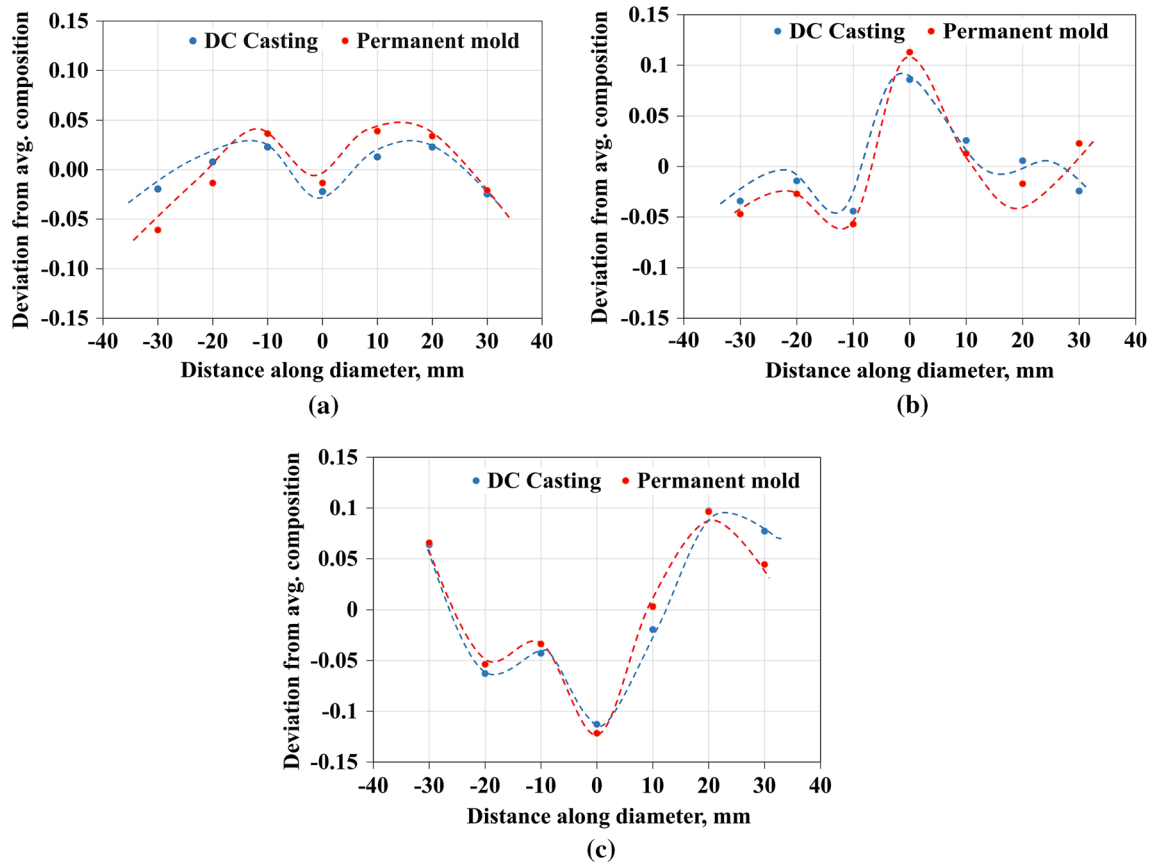 DC Casting Permanent mold
Deviation from avg. composition
0.15
0.10
0.05
0.00
-0.05
-0.10
-0.15
-40 -30 -20 -10 0 10 20 30 40
Distance along diameter, mm
(a)
DC Casting Permanent mold
Deviation from avg. composition
0.15
0.1
0.05
0
-0.05
-0.1
-0.15
-40 -30 -20 -10 0 10 20 30 40
Distance along diameter, mm
(b)
DC Casting Permanent mold
Deviation from avg. composition
0.15
0.1
0.05
0
-0.05
-0.1
-0.15
-40 -30 -20 -10 0 10 20 30 40
Distance along diameter, mm
(c)